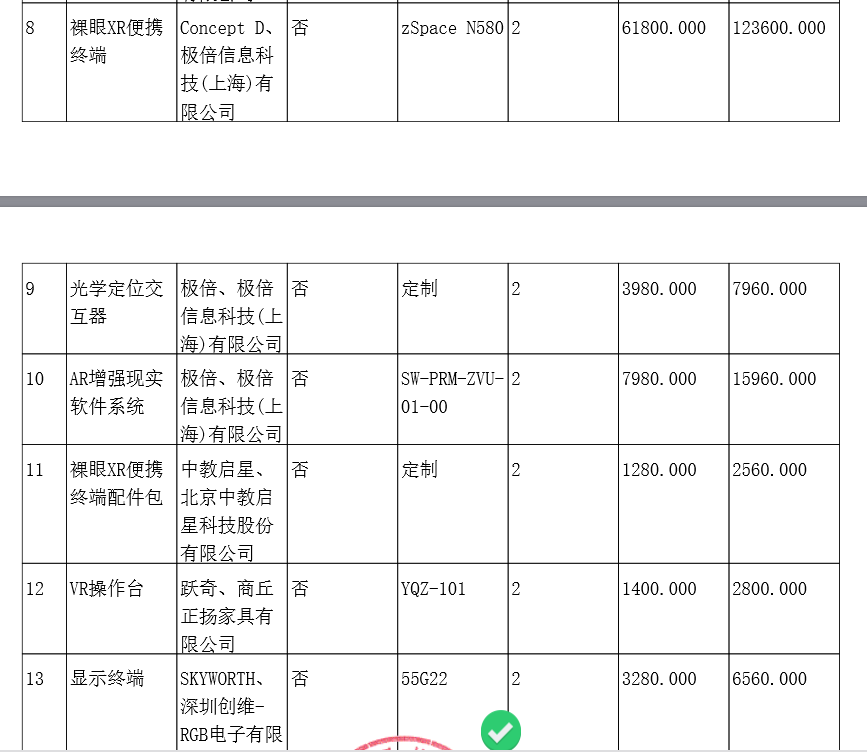 8 裸眼XR便携 Concept D、 否 zSpace N580 2 61800.000 123600.000
终端 极倍信息科
技(上海)有
限公司
9 光学定位交 极倍、极倍 否 定制 2 3980.000 7960.000
互器 信息科技(上
海)有限公司
10 AR增强现实 极倍、极倍 否 SW-PRM-ZVU- 2 7980.000 15960.000
软件系统 信息科技(上 01-00
海)有限公司
11 裸眼XR便携 中教启星、 否 定制 2 1280.000 2560.000
终端配件包 北京中教启
星科技股份
有限公司
12 VR操作台 跃奇、商丘 否 YQZ-101 2 1400.000 2800.000
正扬家具有
限公司
13 显示终端 SKYWORTH、 否 55G22 2 3280.000 6560.000
深圳创维-
RGB电子有限